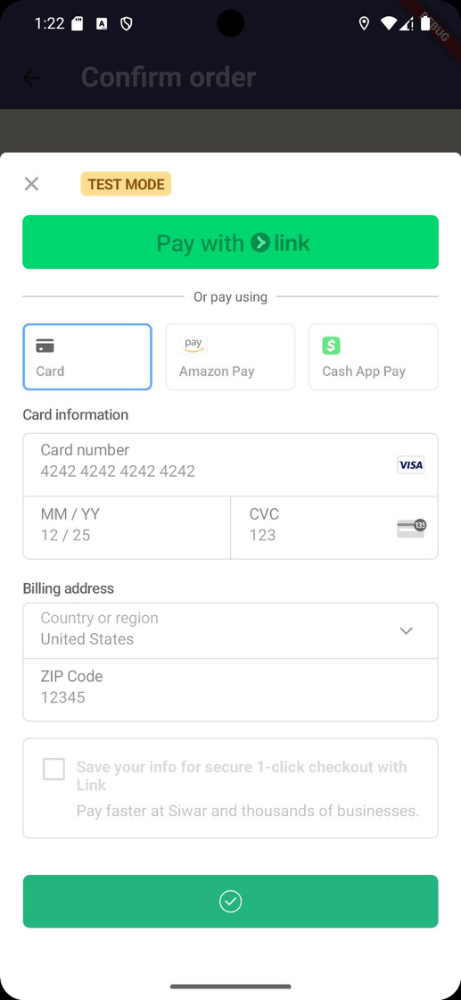 1:22
DEBUG
Confirm order
TEST MODE
Pay with link
Or pay using
Card
pay
Amazon Pay
$
Cash App Pay
Card information
Card number
4242 4242 4242 4242
VISA
MM / YY
12 / 25
CVC
123
135
Billing address
Country or region
United States
ZIP Code
12345
Save your info for secure 1-click checkout with
Link
Pay faster at Siwar and thousands of businesses.